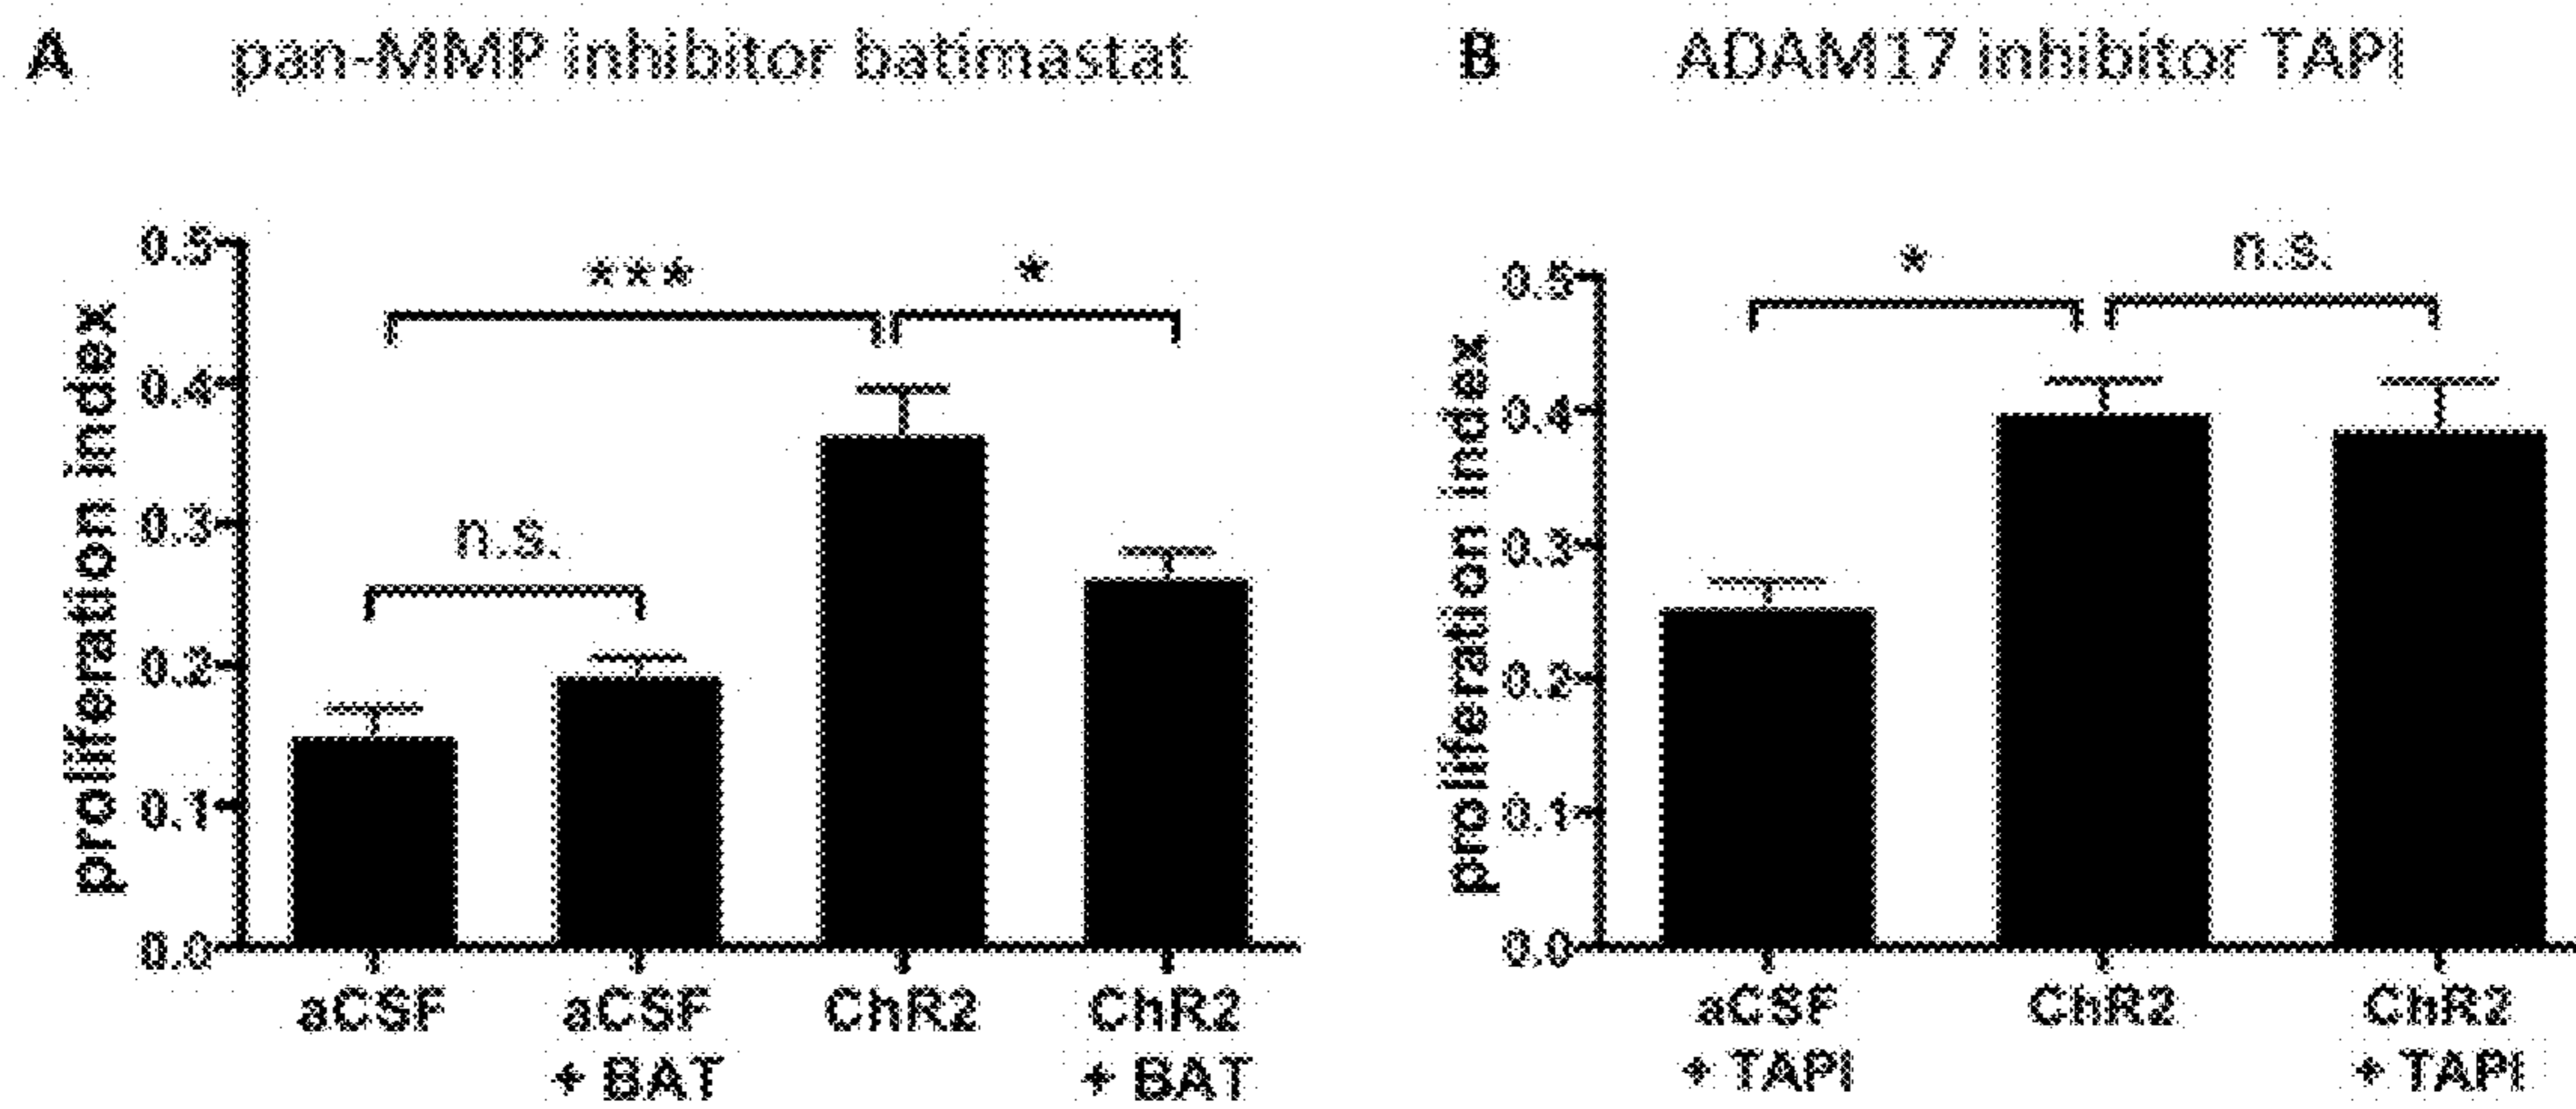 A pan-MMP inhibitor batimastat
proliferation index
0.5
0.4
0.3
0.2
0.1
0.0
*** *
n.s.
aCSF aCSF ChR2 ChR2
+ BAT + BAT
B ADAM17 inhibitor TAPI
proliferation index
0.5
0.4
0.3
0.2
0.1
0.0
* n.s.
aCSF ChR2 ChR2
+ TAPI + TAPI